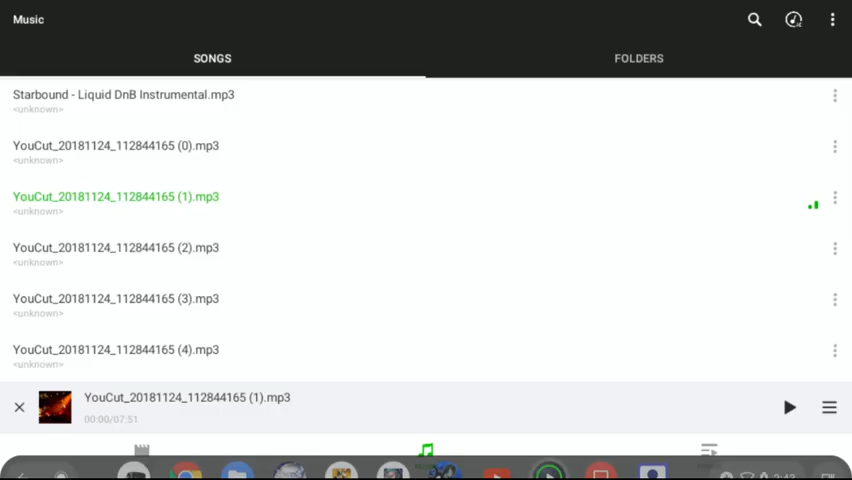 Music
SONGS
FOLDERS
Starbound - Liquid DnB Instrumental.mp3
<unknown>
YouCut_20181124_112844165 (0).mp3
<unknown>
YouCut_20181124_112844165 (1).mp3
<unknown>
YouCut_20181124_112844165 (2).mp3
<unknown>
YouCut_20181124_112844165 (3).mp3
<unknown>
YouCut_20181124_112844165 (4).mp3
<unknown>
YouCut_20181124_112844165 (1).mp3
00:00/07:51